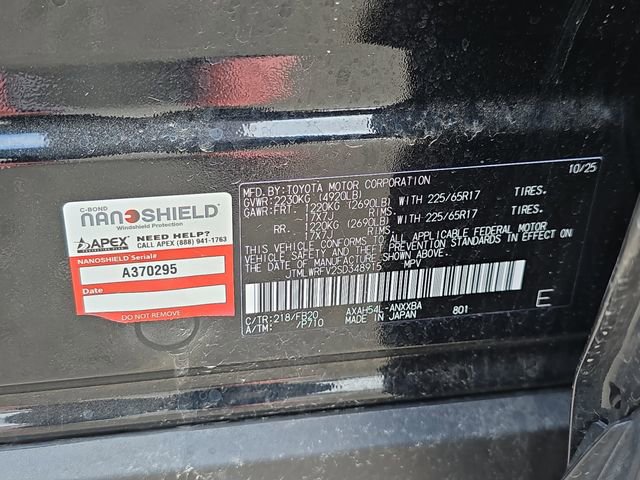 C-BOND
NANOSHIELD
Windshield Protection
APEX
NEED HELP?
CALL APEX (888) 941-1763
NANOSHIELD Serial#
A370295
Date
DO NOT REMOVE
MFD.BY:TOYOTA MOTOR CORPORATION 10/25
GVWR:2230KG (4920LB)
GAWR:FRT. 1220KG (2690LB) WITH 225/65R17 TIRES.
17X7J RIMS
RR. 1220KG (2690LB) WITH 225/65R17 TIRES.
17X7J RIMS
THIS VEHICLE CONFORMS TO ALL APPLICABLE FEDERAL MOTOR
VEHICLE SAFETY AND THEFT PREVENTION STANDARDS IN EFFECT ON
THE DATE OF MANUFACTURE SHOWN ABOVE.
JTMLWRFV2SD348915 MPV
C/TR:218/FB20 AXAH54L-ANXXBA 801 E
A/TM: /P710 MADE IN JAPAN